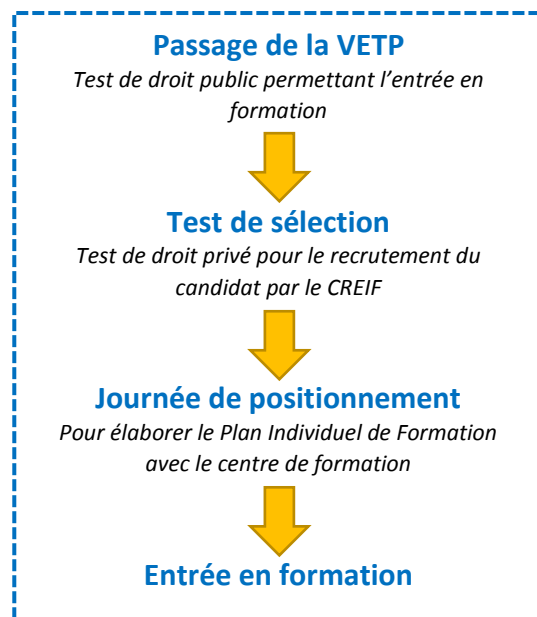 Passage de la VETP
Test de droit public permettant l’entrée en
formation
Test de sélection
Test de droit privé pour le recrutement du
candidat par le CREIF
Journée de positionnement
Pour élaborer le Plan Individuel de Formation
avec le centre de formation
Entrée en formation